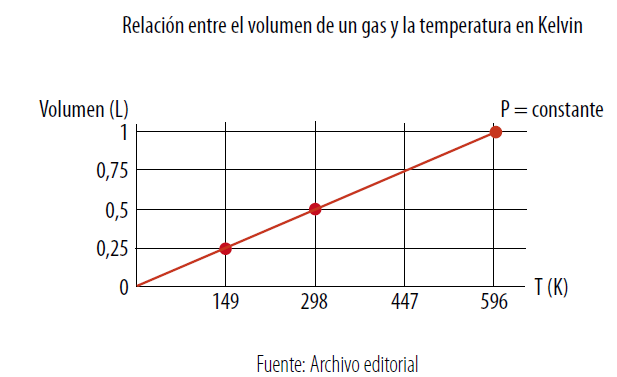 Relación entre el volumen de un gas y la temperatura en Kelvin
Volumen (L)
P = constante
1
0,75
0,5
0,25
0
149 298 447 596
T (K)
Fuente: Archivo editorial